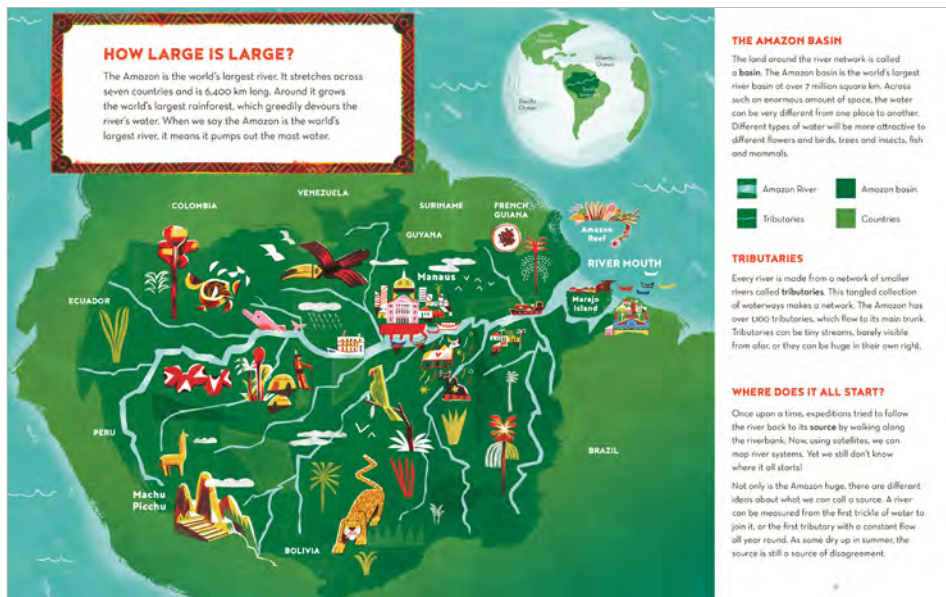 HOW LARGE IS LARGE?
The Amazon is the world's largest river. It stretches across
seven countries and is 6,400 km long. Around it grows
the world's largest rainforest, which greedily devours the
river's water. When we say the Amazon is the world's
largest river, it means it pumps out the most water.
Atlantic
Ocean
Pacific
Ocean
VENEZUELA
COLOMBIA
SURINAME
FRENCH
GUIANA
GUYANA
Amazon
Reef
RIVER MOUTH
Manaus
Marajo
Island
ECUADOR
PERU
BRAZIL
Machu
Picchu
BOLIVIA
THE AMAZON BASIN
The land around the river network is called
a basin. The Amazon basin is the world's largest
river basin at over 7 million square km. Across
such an enormous amount of space, the water
can be very different from one place to another.
Different types of water will be more attractive to
different flowers and birds, trees and insects, fish
and mammals.
Amazon River
Amazon basin
Tributaries
Countries
TRIBUTARIES
Every river is made from a network of smaller
rivers called tributaries. This tangled collection
of waterways makes a network. The Amazon has
over 1,100 tributaries, which flow to its main trunk.
Tributaries can be tiny streams, barely visible
from afar, or they can be huge in their own right.
WHERE DOES IT ALL START?
Once upon a time, expeditions tried to follow
the river back to its source by walking along
the riverbank. Now, using satellites, we can
map river systems. Yet we still don't know
where it all starts!
Not only is the Amazon huge, there are different
ideas about what we can call a source. A river
can be measured from the first trickle of water to
join it, or the first tributary with a constant flow
all year round. As some dry up in summer, the
source is still a source of disagreement.